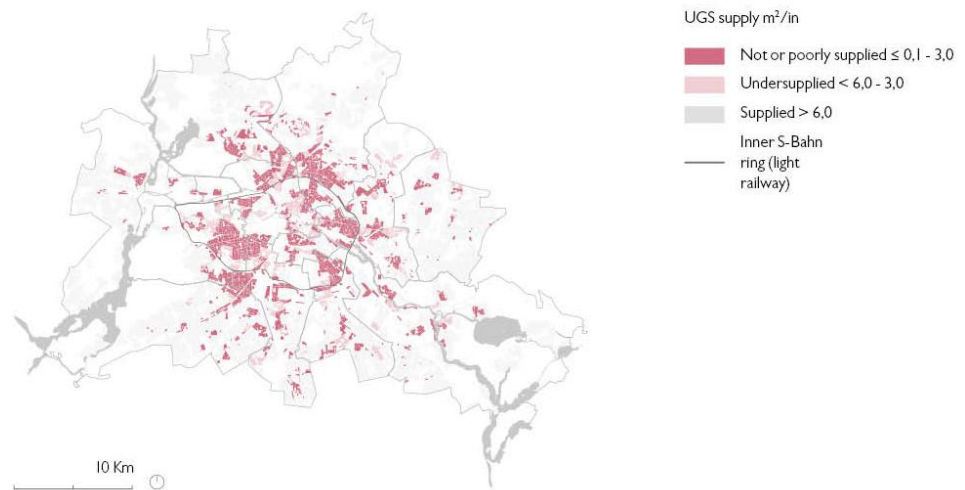 UGS supply m²/in
Not or poorly supplied ≤ 0,1 - 3,0
Undersupplied < 6,0 - 3,0
Supplied > 6,0
Inner S-Bahn
ring (light
railway)
10 Km